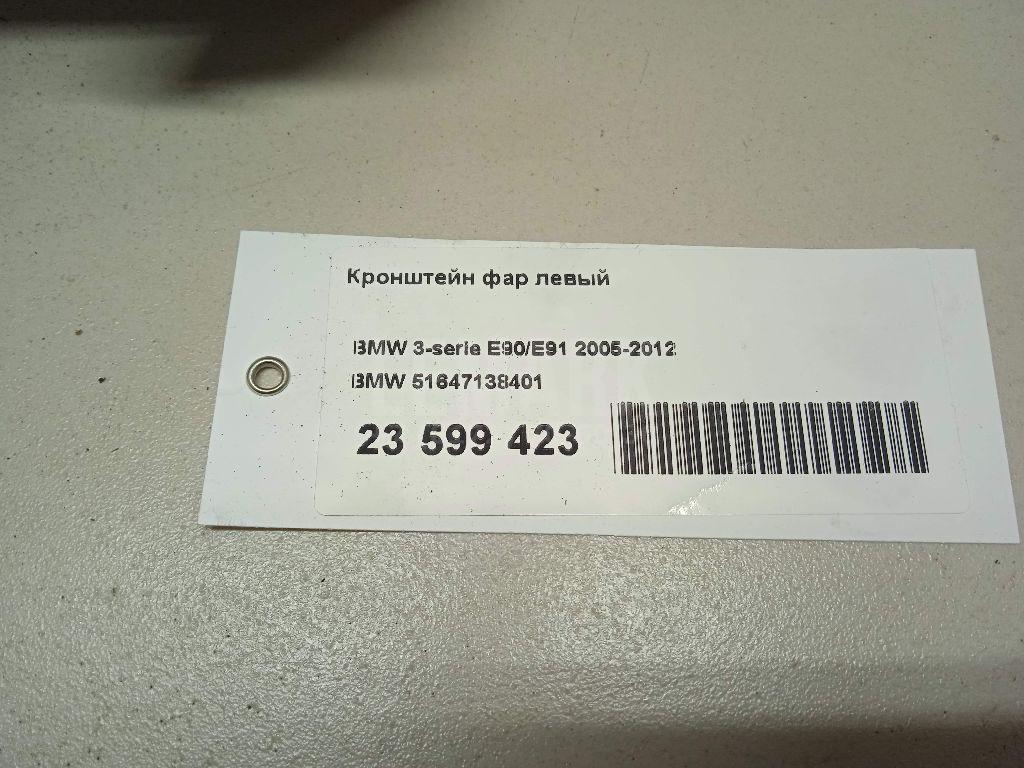 Кронштейн фар левый
BMW 3-serie E90/E91 2005-2012
BMW 51647138401
23 599 423